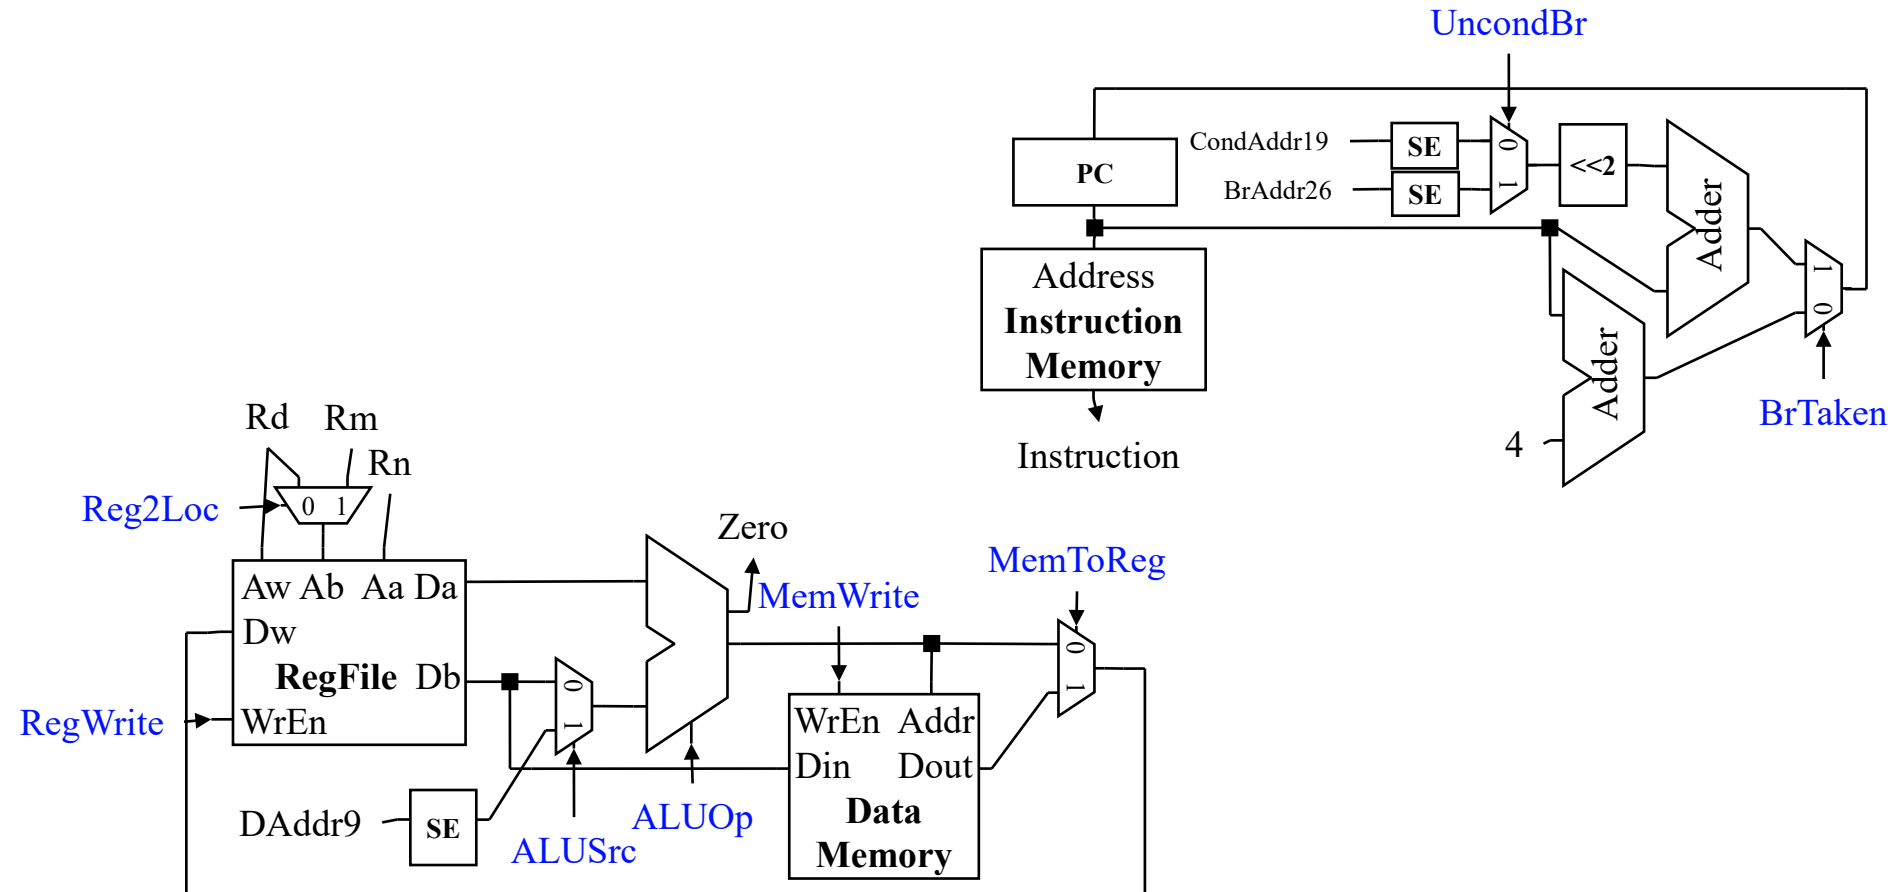 UncondBr
CondAddr19
SE
0
<<2
PC
BrAddr26
SE
1
Adder
Address
Instruction
Memory
1
0
Adder
4
BrTaken
Instruction
Rd
Rm
Rn
Reg2Loc
0 1
Zero
MemToReg
MemWrite
Aw Ab Aa Da
Dw
RegFile Db
RegWrite
WrEn
0
1
0
1
WrEn Addr
Din Dout
Data
Memory
DAddr9
SE
ALUSrc
ALUOp